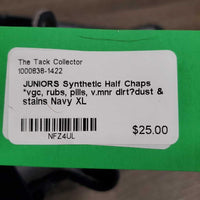 The Tack Collector
1000838-1422
JUNIORS Synthetic Half Chaps
*vgc, rubs, pills, v.mnr dirt?dust &
stains Navy XL
$25.00
NFZ4UL